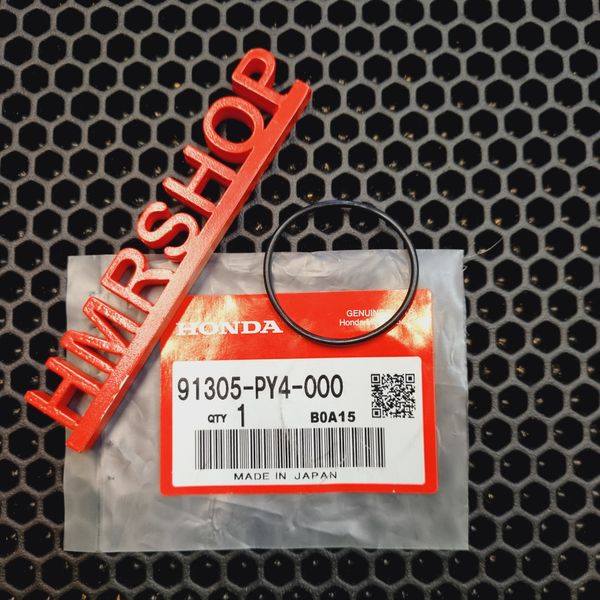 HMRSHOP
HONDA
GENUINE
Honda
91305-PY4-000
QTY 1 B0A15
MADE IN JAPAN